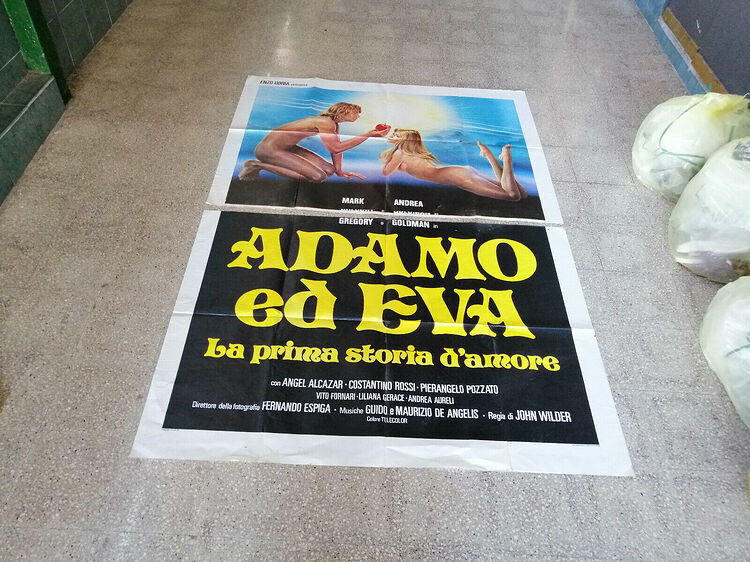 ENZO DORIA presenta
MARK ANDREA
GREGORY e GOLDMAN in
ADAMO
ed EVA
La prima storia d'amore
con ANGEL ALCAZAR · COSTANTINO ROSSI · PIERANGELO POZZATO
VITO FORNARI · LILIANA GERACE · ANDREA AURELI
Direttore della fotografia FERNANDO ESPIGA · Musiche GUIDO e MAURIZIO DE ANGELIS · Regia di JOHN WILDER
Colore TELECOLOR